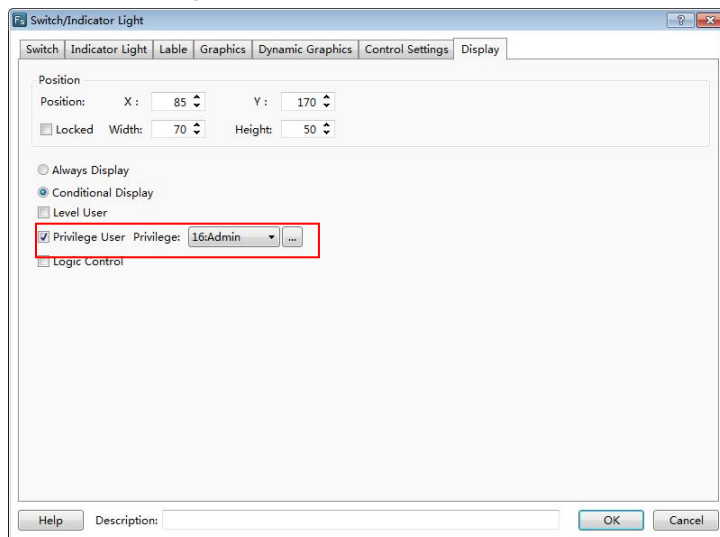 Fs Switch/Indicator Light ?
Switch Indicator Light Lable Graphics Dynamic Graphics Control Settings Display
Position
Position: X : 85 Y : 170
Locked Width: 70 Height: 50
Always Display
Conditional Display
Level User
Privilege User Privilege: 16:Admin ...
Logic Control
Help Description: OK Cancel